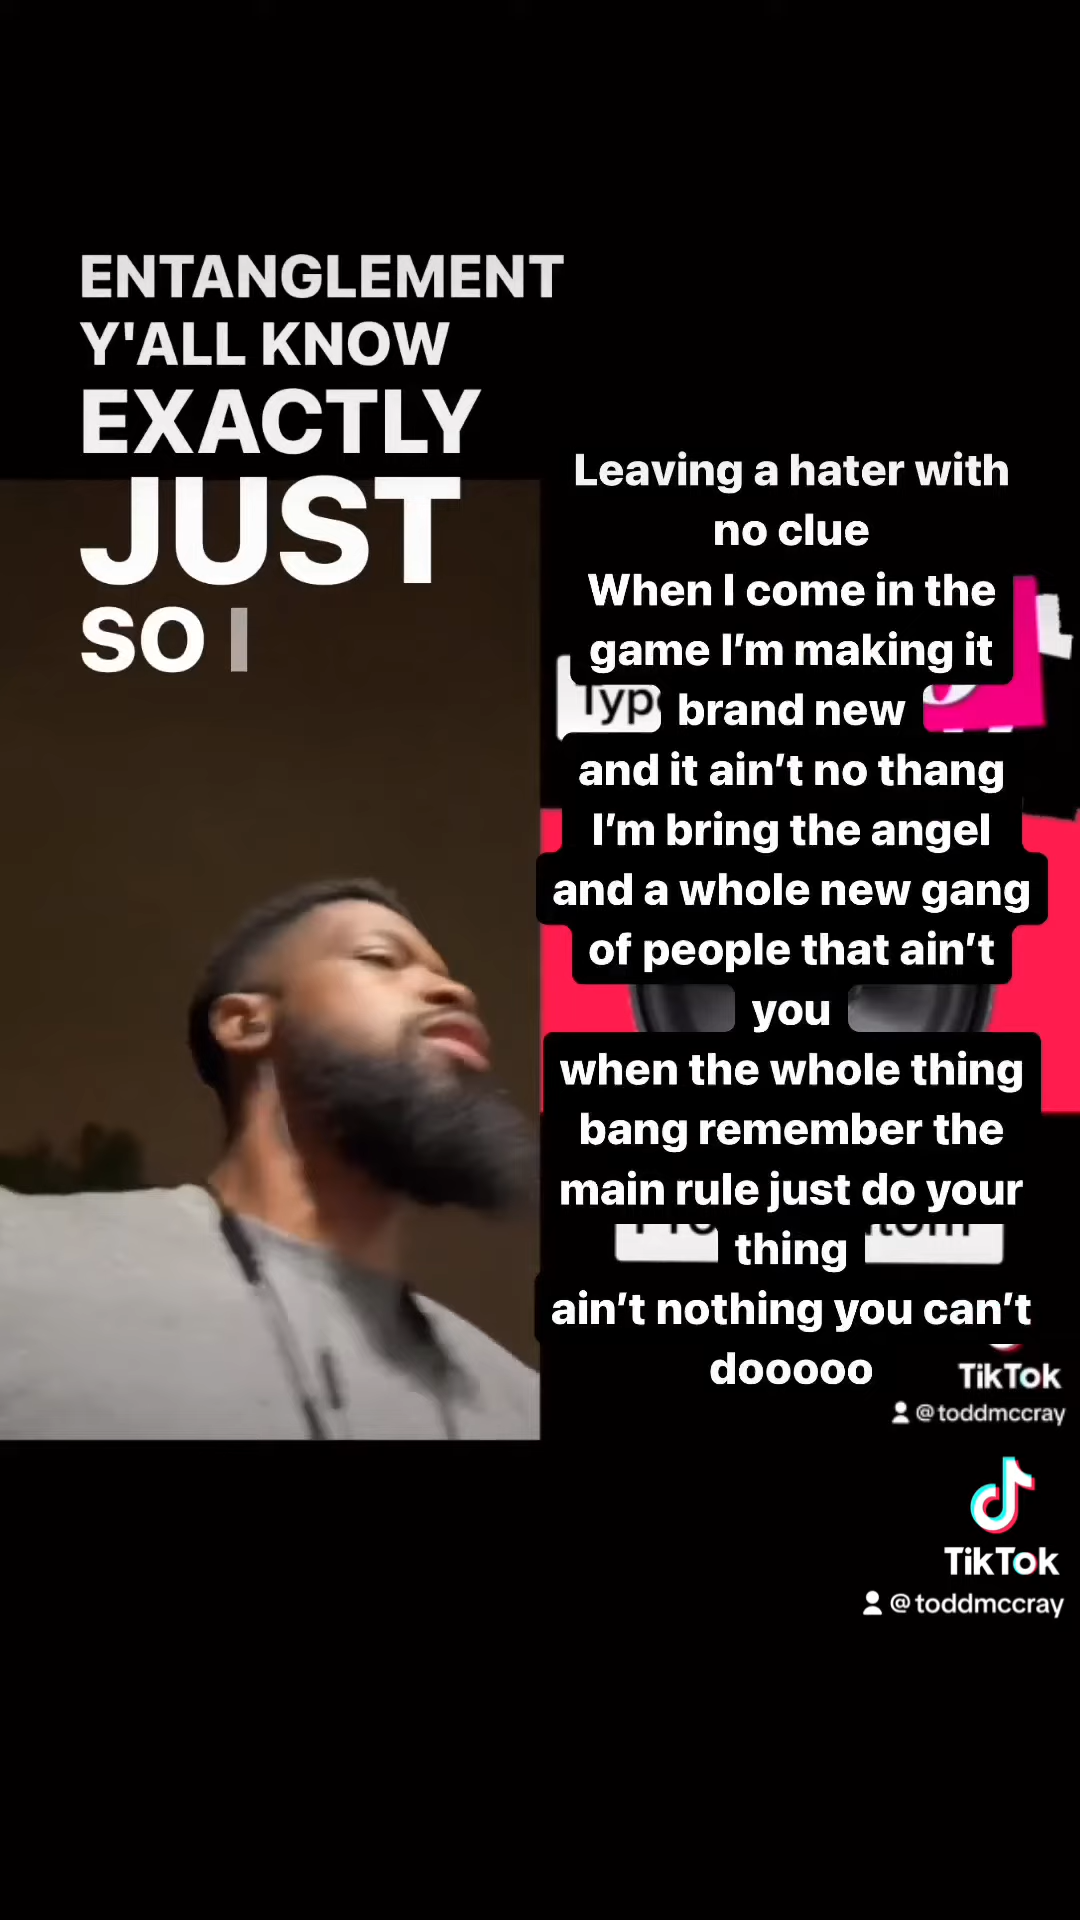 ENTANGLEMENT
Y'ALL KNOW
EXACTLY
JUST
SO I
Leaving a hater with
no clue
When I come in the
game I’m making it
brand new
and it ain’t no thang
I’m bring the angel
and a whole new gang
of people that ain’t
you
when the whole thing
bang remember the
main rule just do your
thing
ain’t nothing you can’t
dooooo
TikTok
@toddmccray
TikTok
@toddmccray